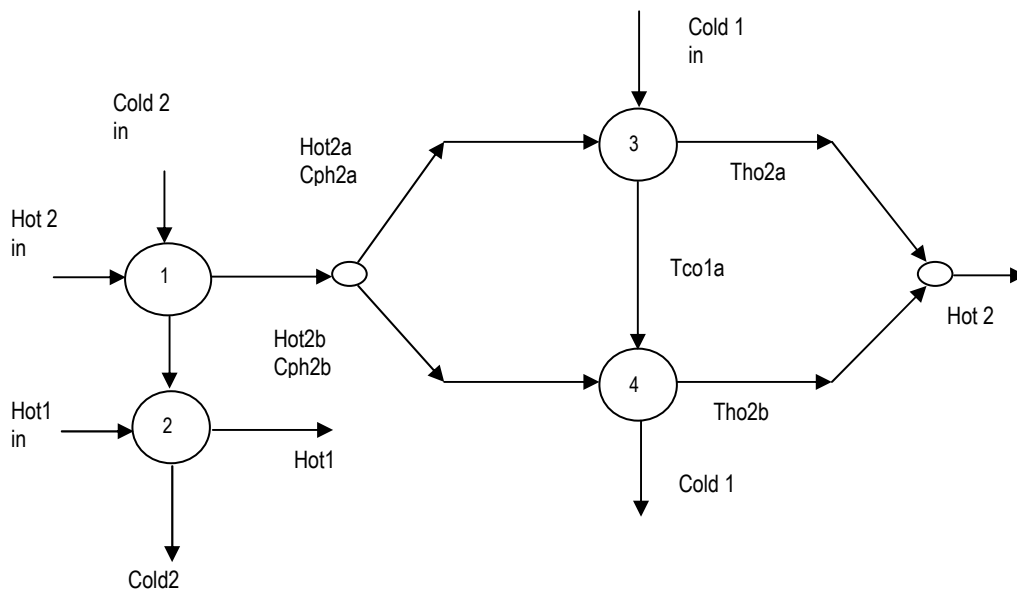 Cold 1
in
Cold 2
in
Hot2a
Cph2a
3
Tho2a
Hot 2
in
1
Tco1a
Hot 2
Hot2b
Cph2b
4
Tho2b
Hot1
in
2
Hot1
Cold 1
Cold2